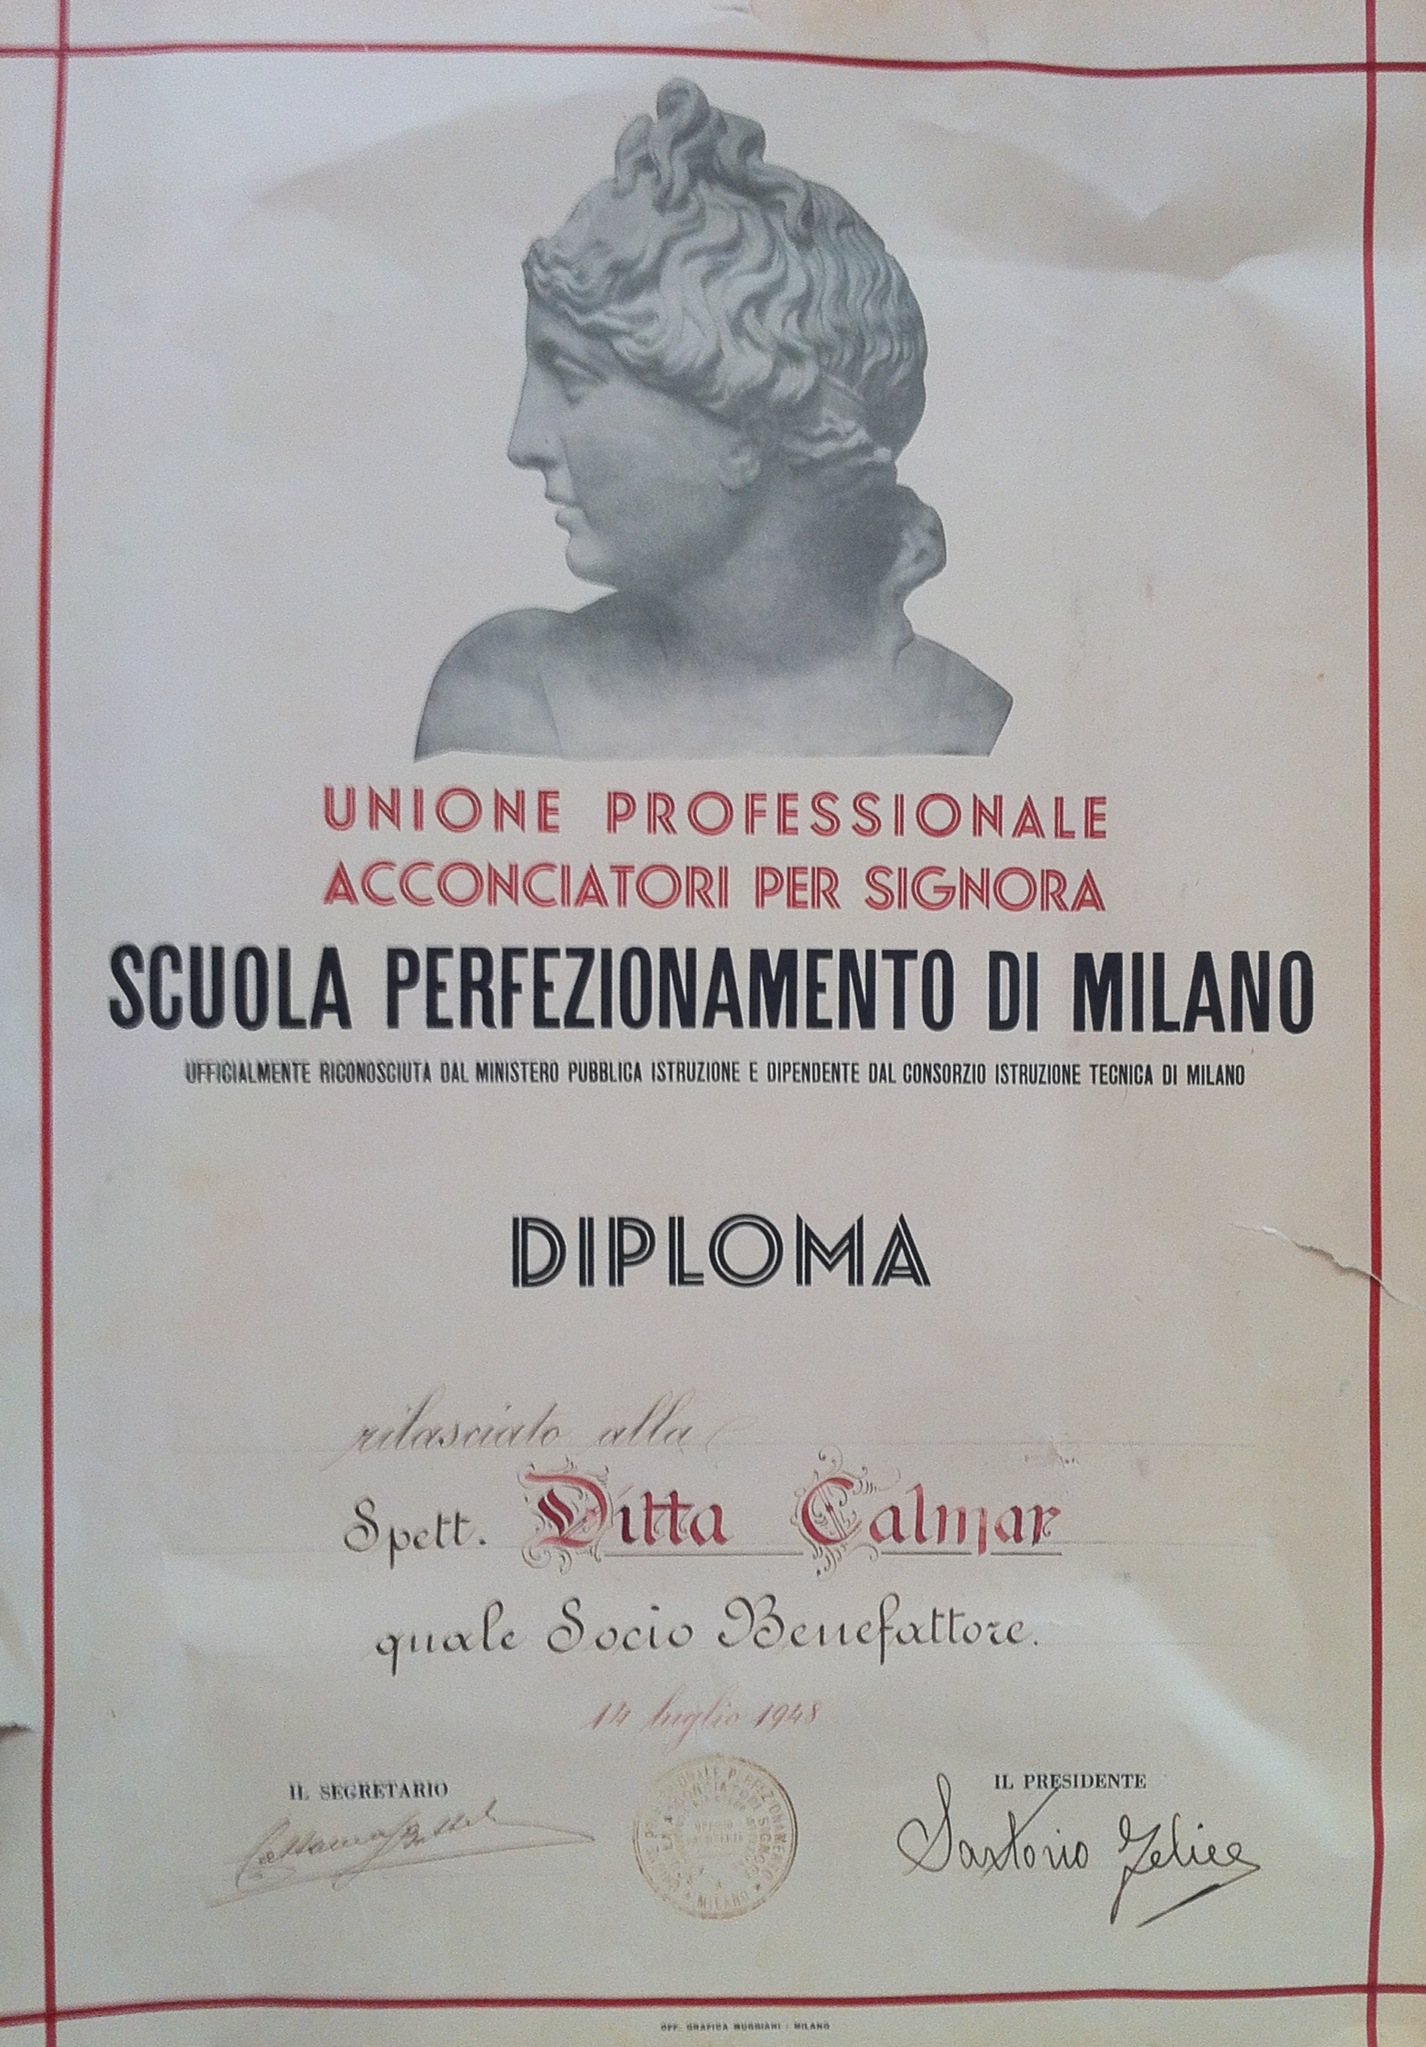 UNIONE PROFESSIONALE
ACCONCIATORI PER SIGNORA
SCUOLA PERFEZIONAMENTO DI MILANO
UFFICIALMENTE RICONOSCIUTA DAL MINISTERO PUBBLICA ISTRUZIONE E DIPENDENTE DAL CONSORZIO ISTRUZIONE TECNICA DI MILANO
DIPLOMA
rilasciato alla
Spett. Ditta Calmar
quale Socio Benefattore.
14 luglio 1948
IL SEGRETARIO
IL PRESIDENTE
Sartorio Felice
PERFEZIONAMENTO
MILANO
OFF. GRAFICA MUGGIANI / MILANO